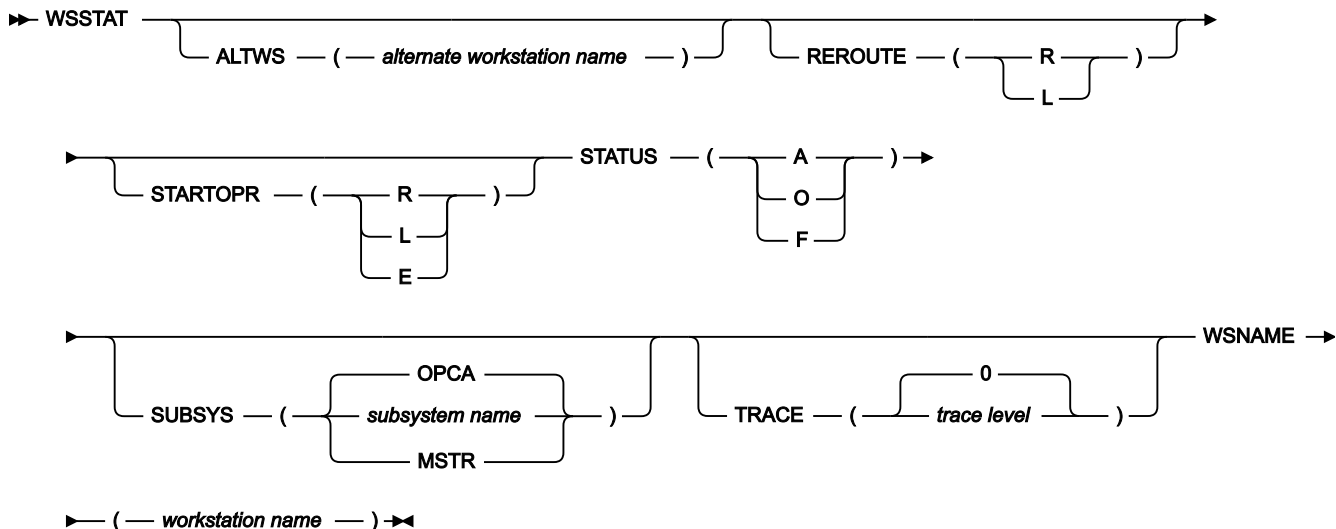 WSSTAT
ALTWS ( alternate workstation name ) REROUTE ( R )
L
STATUS ( A )
STARTOPR ( R ) O
L F
E
WSNAME
OPCA 0
SUBSYS ( subsystem name ) TRACE ( trace level )
MSTR
( workstation name )